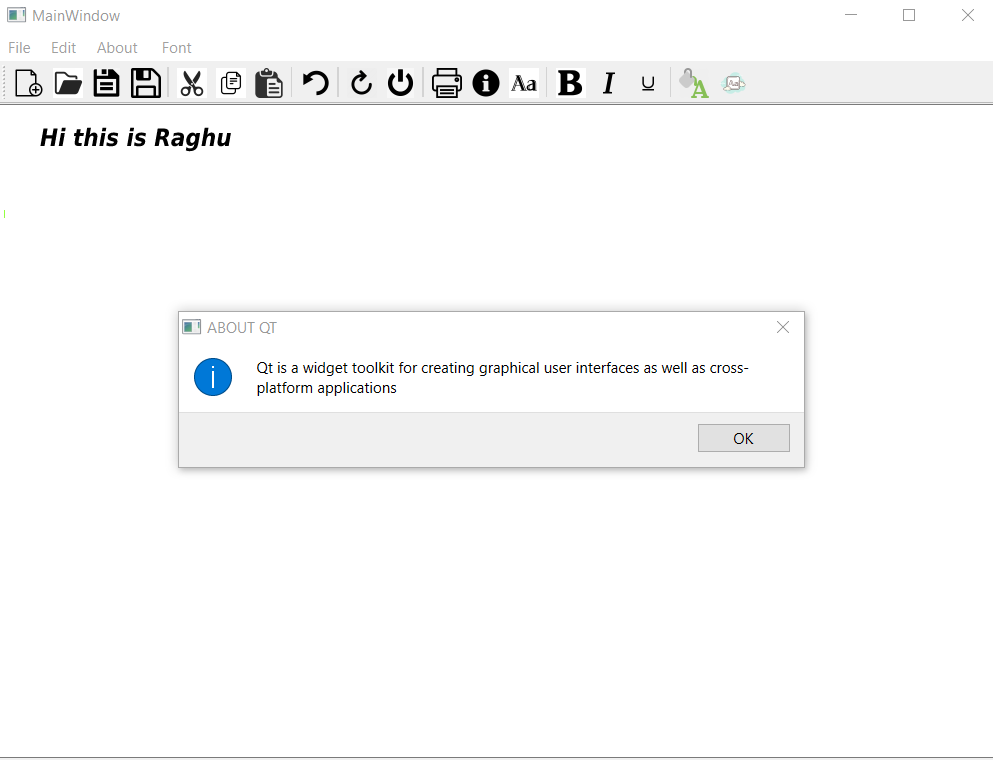 MainWindow
File Edit About Font
Aa B I U A
Hi this is Raghu
ABOUT QT
Qt is a widget toolkit for creating graphical user interfaces as well as cross-
platform applications
OK